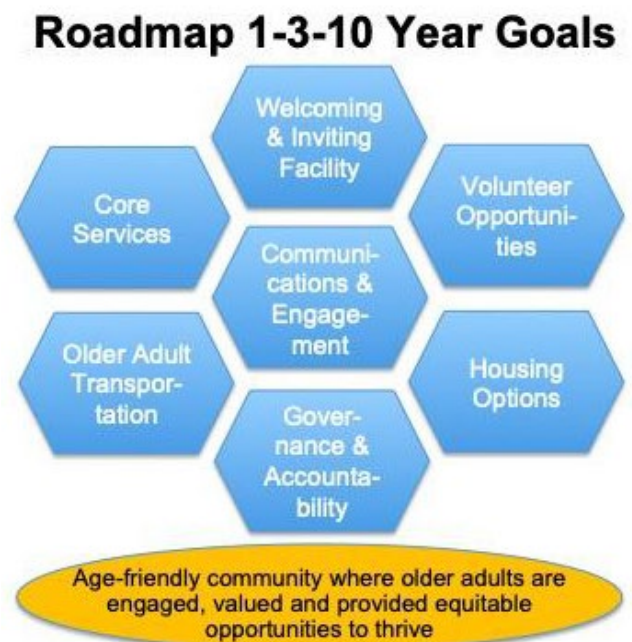 Roadmap 1-3-10 Year Goals
Welcoming
& Inviting
Facility
Core
Services
Volunteer
Opportuni-
ties
Communi-
cations &
Engage-
ment
Older Adult
Transpor-
tation
Housing
Options
Gover-
nance &
Accounta-
bility
Age-friendly community where older adults are
engaged, valued and provided equitable
opportunities to thrive